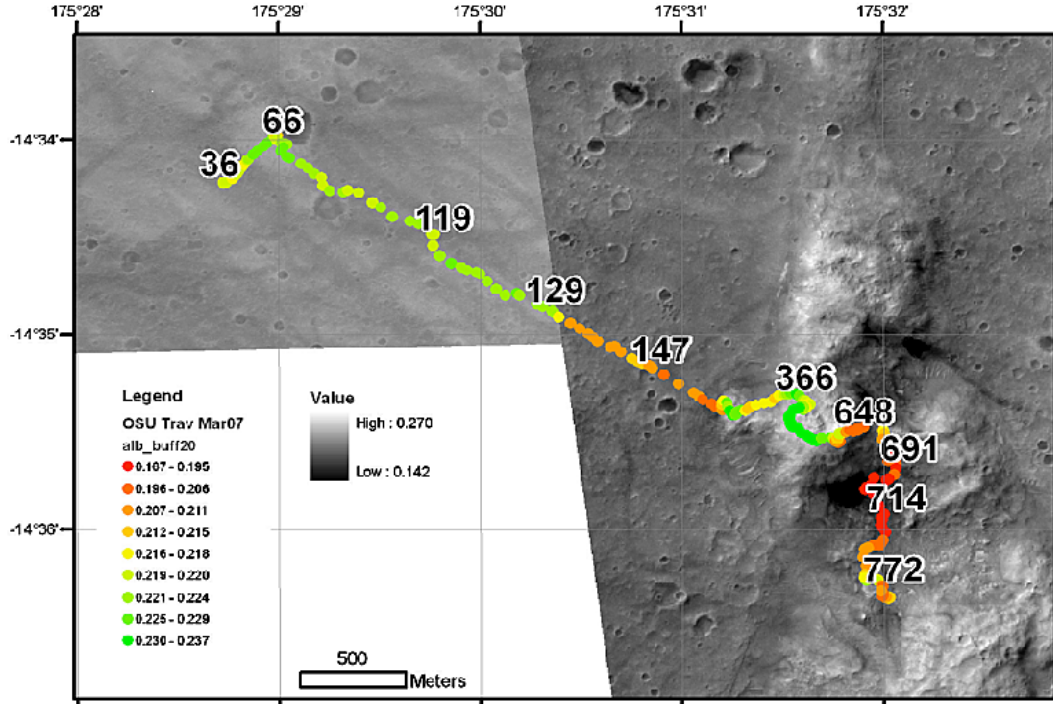 175°28' 175°29' 175°30' 175°31' 175°32'
-14°34'
66
36
119
129
-14°35'
147
366
648
691
714
-14°36'
772
Legend
OSU Trav Mar07
alb_buff20
0.107 - 0.195
0.196 - 0.206
0.207 - 0.211
0.212 - 0.215
0.216 - 0.218
0.219 - 0.220
0.221 - 0.224
0.225 - 0.229
0.230 - 0.237
Value
High : 0.270
Low : 0.142
500
Meters